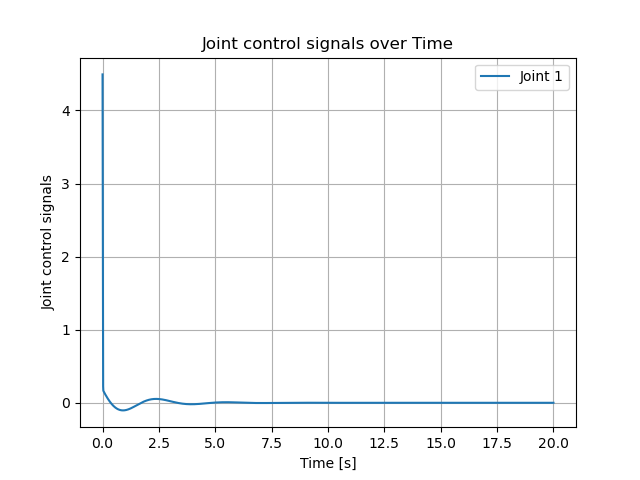 Joint control signals over Time
Joint 1
Joint control signals
4
3
2
1
0
0.0 2.5 5.0 7.5 10.0 12.5 15.0 17.5 20.0
Time [s]